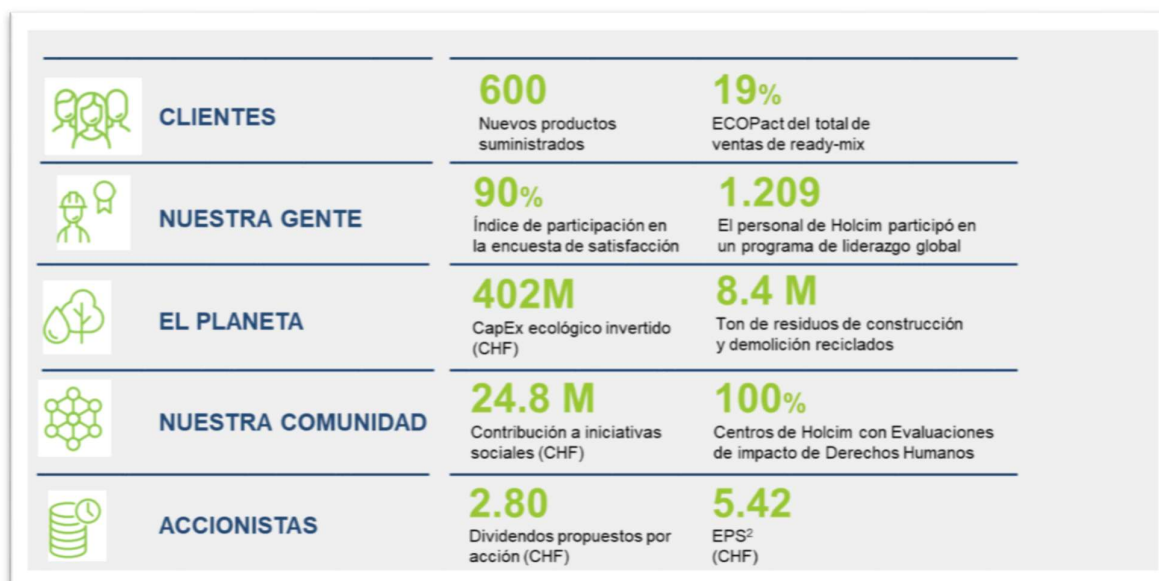 CLIENTES
600
Nuevos productos
suministrados
19%
ECOPact del total de
ventas de ready-mix
NUESTRA GENTE
90%
Índice de participación en
la encuesta de satisfacción
1.209
El personal de Holcim participó en
un programa de liderazgo global
EL PLANETA
402M
CapEx ecológico invertido
(CHF)
8.4 M
Ton de residuos de construcción
y demolición reciclados
NUESTRA COMUNIDAD
24.8 M
Contribución a iniciativas
sociales (CHF)
100%
Centros de Holcim con Evaluaciones
de impacto de Derechos Humanos
ACCIONISTAS
2.80
Dividendos propuestos por
acción (CHF)
5.42
EPS²
(CHF)